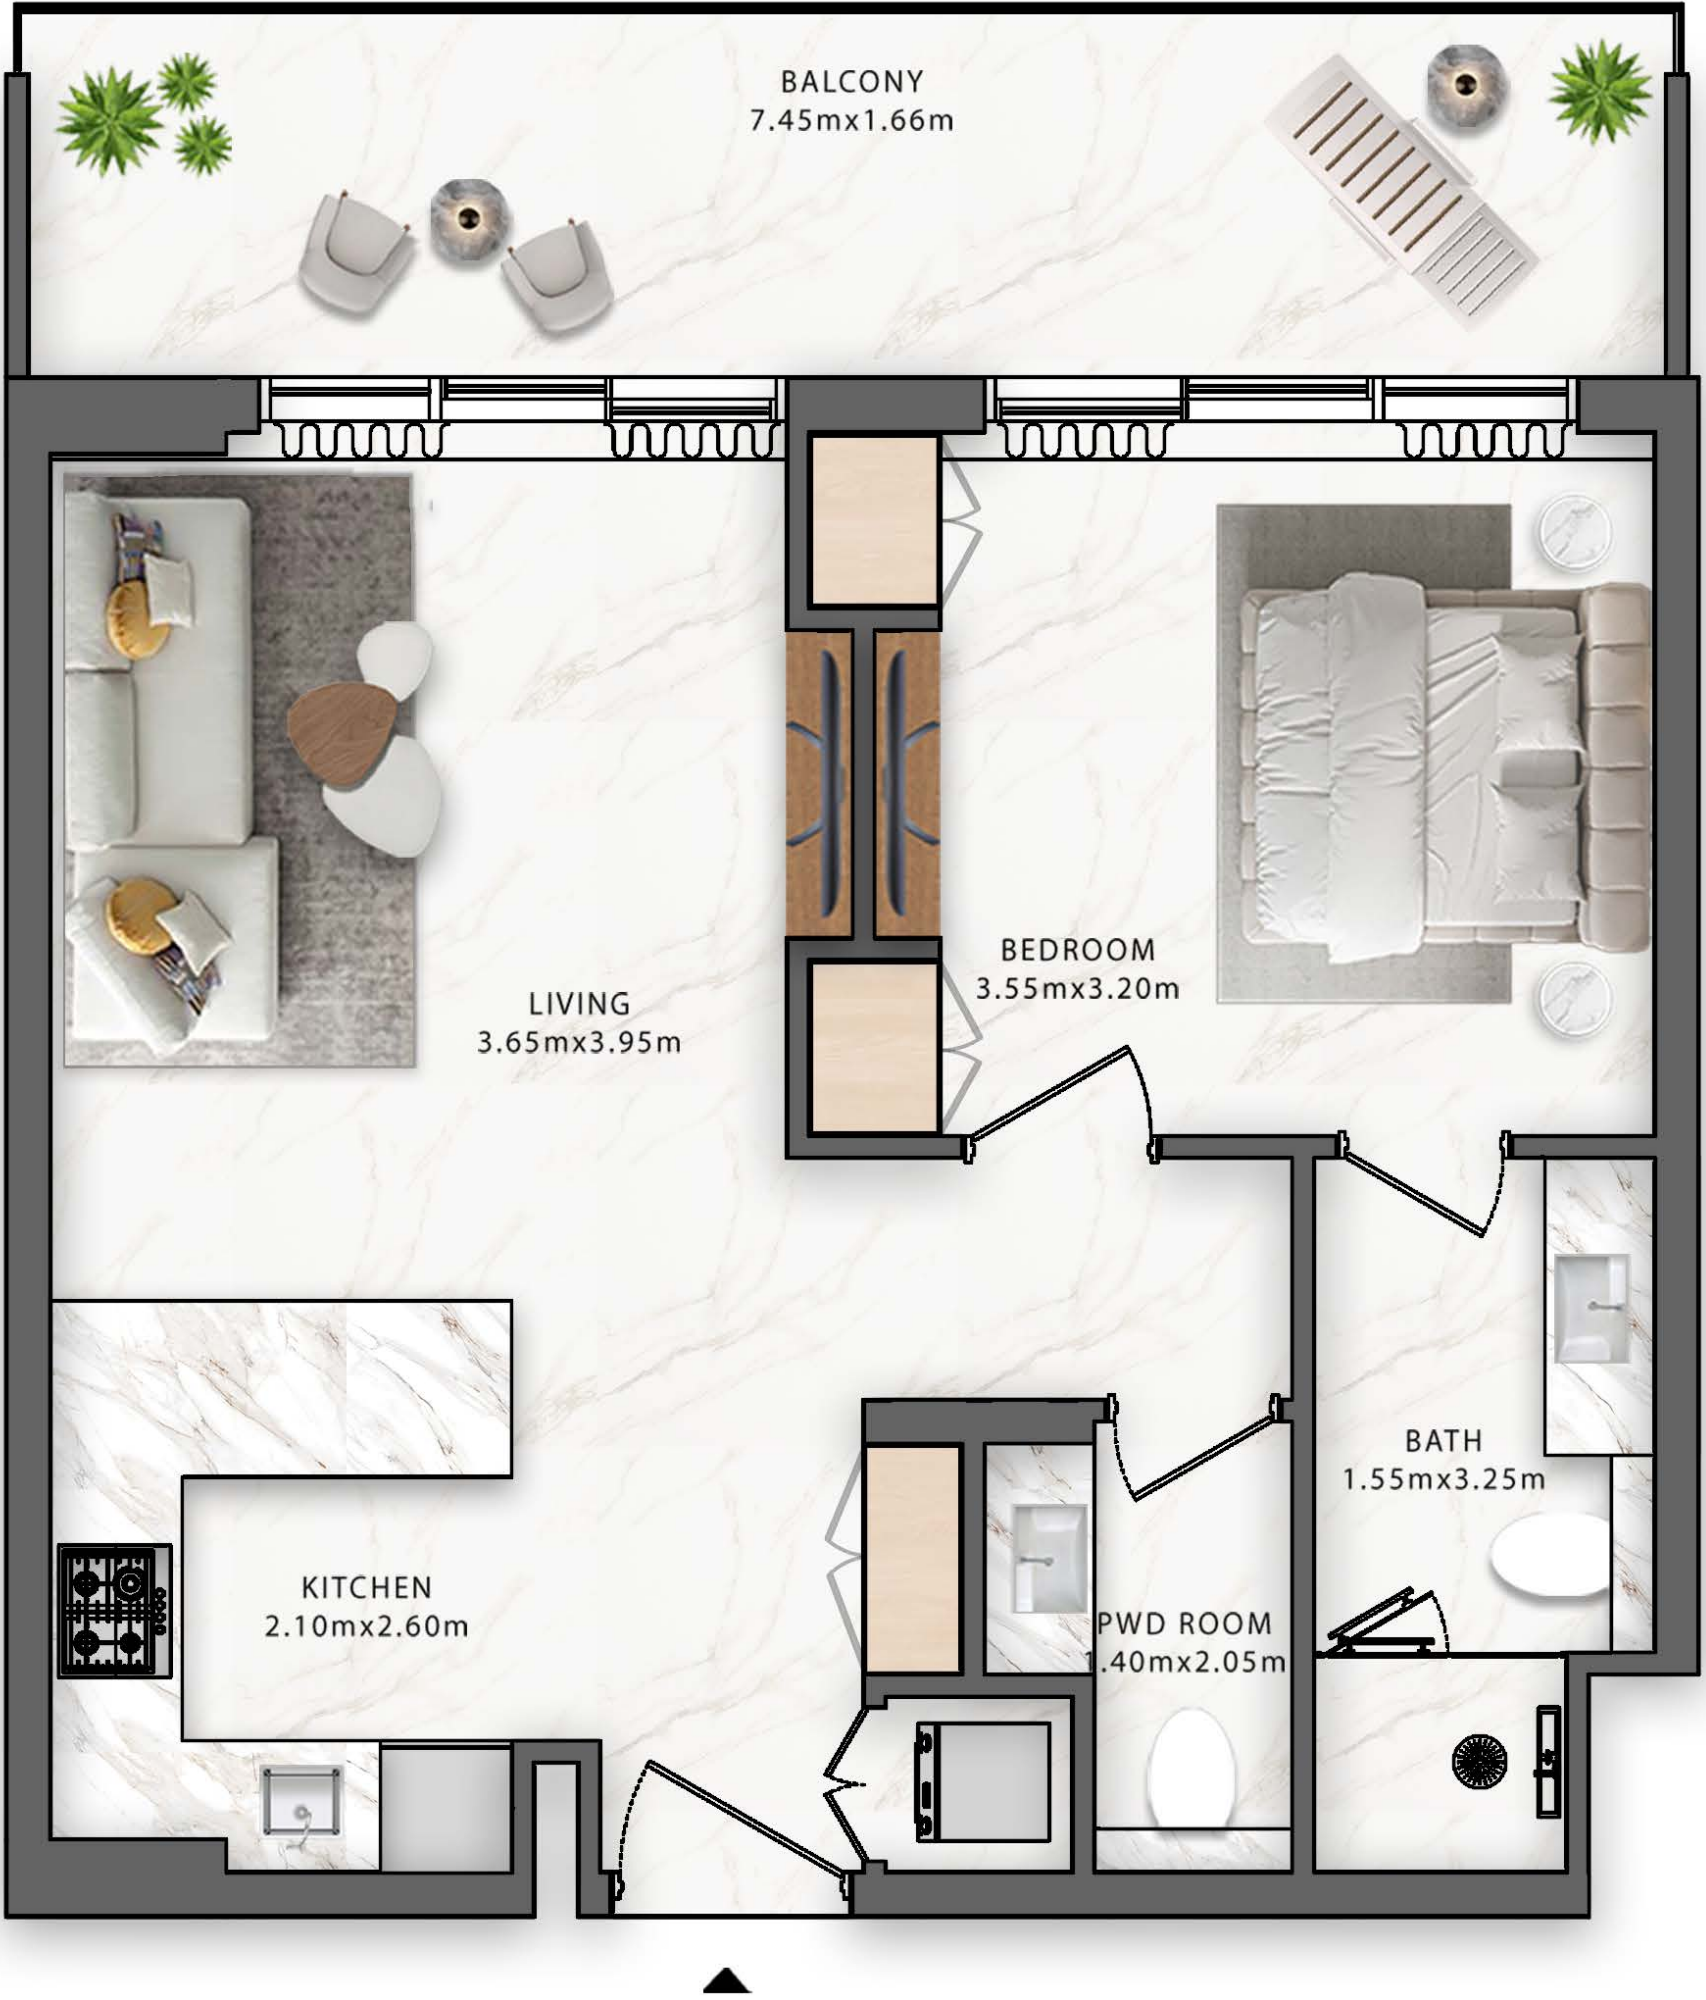 BALCONY
7.45mx1.66m
BEDROOM
3.55mx3.20m
LIVING
3.65mx3.95m
BATH
1.55mx3.25m
KITCHEN
2.10mx2.60m
PWD ROOM
.40mx2.05m